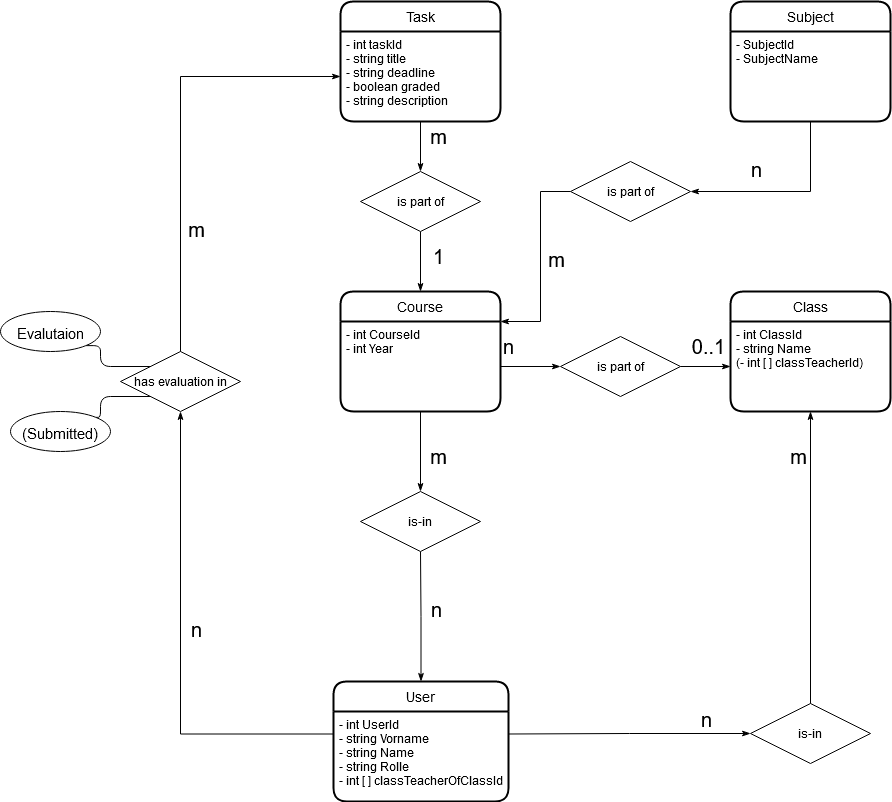 Task
- int taskId
- string title
- string deadline
- boolean graded
- string description
Subject
- SubjectId
- SubjectName
m
n
is part of
is part of
m
1
m
Course
- int CourseId
- int Year
Class
- int ClassId
- string Name
(- int [ ] classTeacherId)
n
is part of
0..1
Evalutaion
has evaluation in
(Submitted)
m
m
is-in
n
n
User
- int UserId
- string Vorname
- string Name
- string Rolle
- int [ ] classTeacherOfClassId
n
is-in